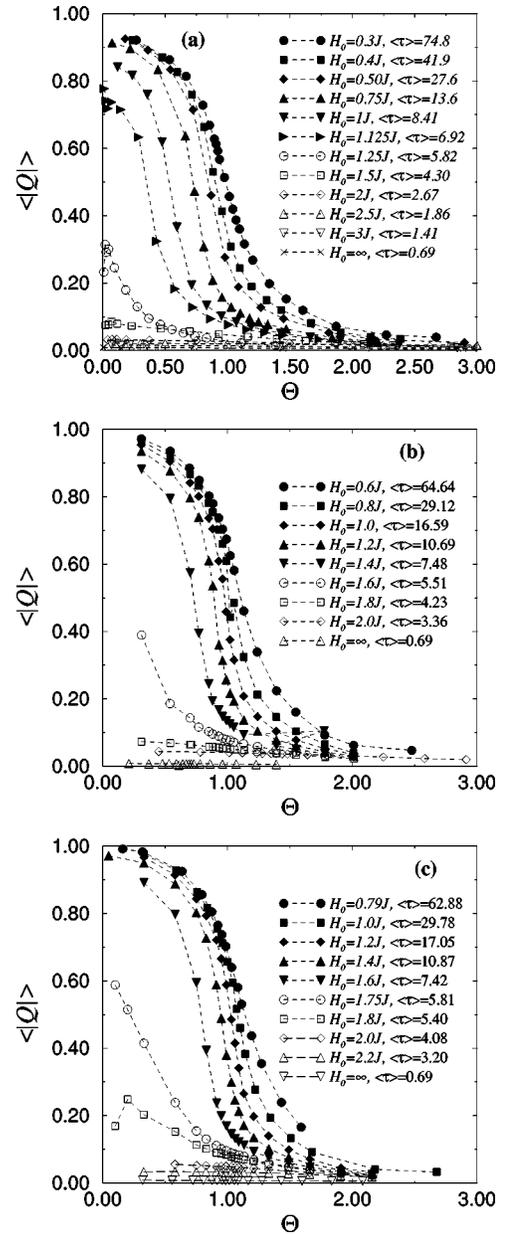 1.00
(a)
H₀=0.3J, <τ>=74.8
H₀=0.4J, <τ>=41.9
H₀=0.50J, <τ>=27.6
H₀=0.75J, <τ>=13.6
H₀=1J, <τ>=8.41
H₀=1.125J, <τ>=6.92
H₀=1.25J, <τ>=5.82
H₀=1.5J, <τ>=4.30
H₀=2J, <τ>=2.67
H₀=2.5J, <τ>=1.86
H₀=3J, <τ>=1.41
H₀=∞, <τ>=0.69
0.80
0.60
<|Q|>
0.40
0.20
0.00
0.00 0.50 1.00 1.50 2.00 2.50 3.00
Θ
1.00
(b)
H₀=0.6J, <τ>=64.64
H₀=0.8J, <τ>=29.12
H₀=1.0, <τ>=16.59
H₀=1.2J, <τ>=10.69
H₀=1.4J, <τ>=7.48
H₀=1.6J, <τ>=5.51
H₀=1.8J, <τ>=4.23
H₀=2.0J, <τ>=3.36
H₀=∞, <τ>=0.69
0.80
0.60
<|Q|>
0.40
0.20
0.00
0.00 1.00 2.00 3.00
Θ
1.00
(c)
H₀=0.79J, <τ>=62.88
H₀=1.0J, <τ>=29.78
H₀=1.2J, <τ>=17.05
H₀=1.4J, <τ>=10.87
H₀=1.6J, <τ>=7.42
H₀=1.75J, <τ>=5.81
H₀=1.8J, <τ>=5.40
H₀=2.0J, <τ>=4.08
H₀=2.2J, <τ>=3.20
H₀=∞, <τ>=0.69
0.80
0.60
<|Q|>
0.40
0.20
0.00
0.00 1.00 2.00 3.00
Θ